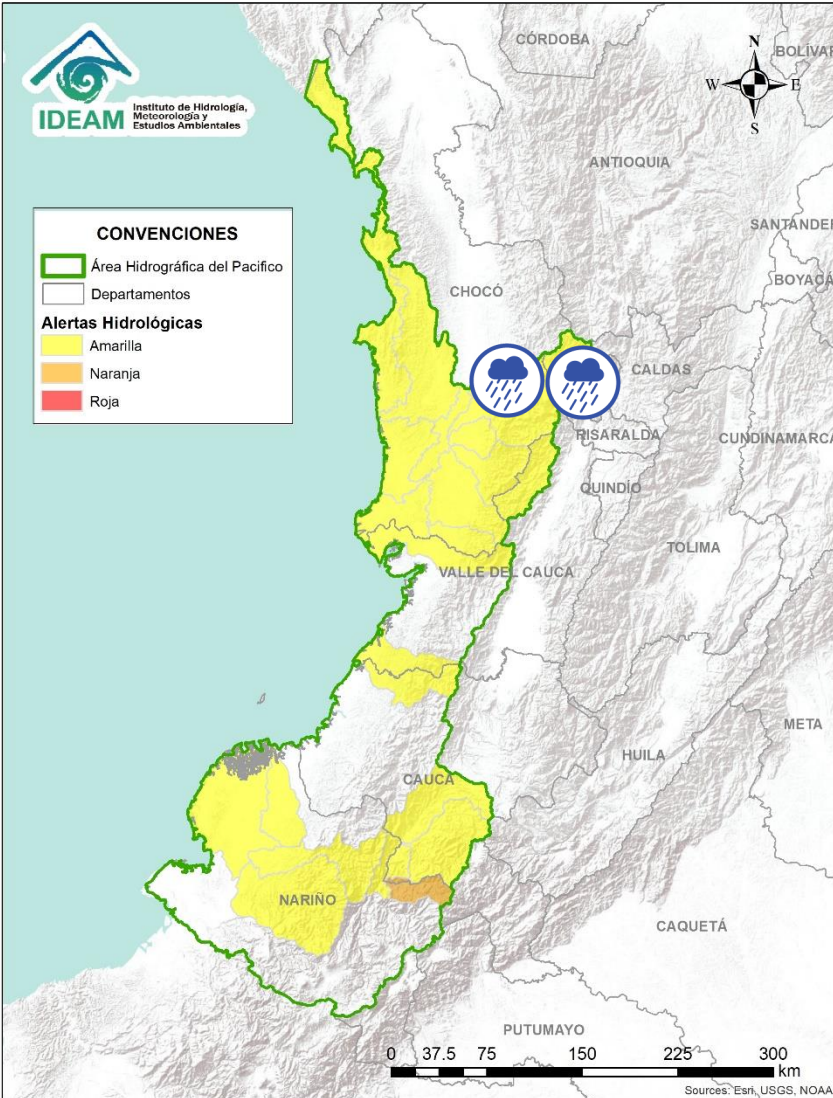 IDEAM
Instituto de Hidrología,
Meteorología y
Estudios Ambientales
CÓRDOBA
BOLÍVAR
N
W
E
S
ANTIOQUIA
SANTANDER
BOYACÁ
CONVENCIONES
Área Hidrográfica del Pacifico
Departamentos
Alertas Hidrológicas
Amarilla
Naranja
Roja
CHOCÓ
CALDAS
RISARALDA
CUNDINAMARCA
QUINDÍO
TOLIMA
VALLE DEL CAUCA
META
HUILA
CAUCA
NARIÑO
CAQUETÁ
PUTUMAYO
0 37.5 75 150 225 300
km
Sources: Esri, USGS, NOAA